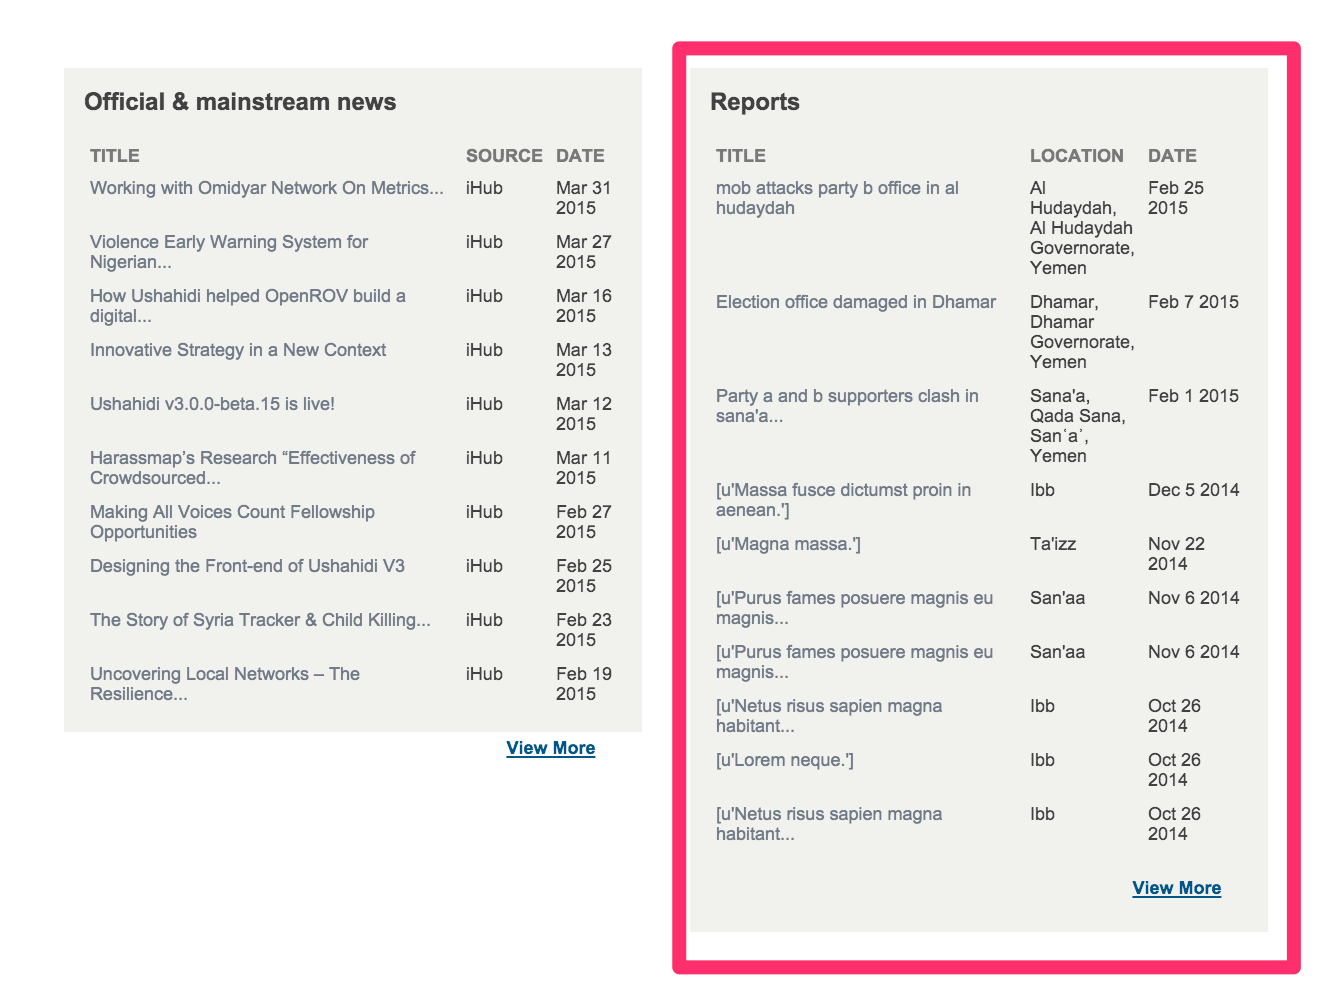 Official & mainstream news
TITLE SOURCE DATE
Working with Omidyar Network On Metrics... iHub Mar 31
2015
Violence Early Warning System for iHub Mar 27
Nigerian... 2015
How Ushahidi helped OpenROV build a iHub Mar 16
digital... 2015
Innovative Strategy in a New Context iHub Mar 13
2015
Ushahidi v3.0.0-beta.15 is live! iHub Mar 12
2015
Harassmap’s Research “Effectiveness of iHub Mar 11
Crowdsourced... 2015
Making All Voices Count Fellowship iHub Feb 27
Opportunities 2015
Designing the Front-end of Ushahidi V3 iHub Feb 25
2015
The Story of Syria Tracker & Child Killing... iHub Feb 23
2015
Uncovering Local Networks – The iHub Feb 19
Resilience... 2015
View More
Reports
TITLE LOCATION DATE
mob attacks party b office in al Al Feb 25
hudaydah Hudaydah, 2015
Al Hudaydah
Governorate,
Yemen
Election office damaged in Dhamar Dhamar, Feb 7 2015
Dhamar
Governorate,
Yemen
Party a and b supporters clash in Sana'a, Feb 1 2015
sana'a... Qada Sana,
Sanʿaʾ,
Yemen
[u'Massa fusce dictumst proin in Ibb Dec 5 2014
aenean.']
[u'Magna massa.'] Ta'izz Nov 22
2014
[u'Purus fames posuere magnis eu San'aa Nov 6 2014
magnis...
[u'Purus fames posuere magnis eu San'aa Nov 6 2014
magnis...
[u'Netus risus sapien magna Ibb Oct 26
habitant... 2014
[u'Lorem neque.'] Ibb Oct 26
2014
[u'Netus risus sapien magna Ibb Oct 26
habitant... 2014
View More